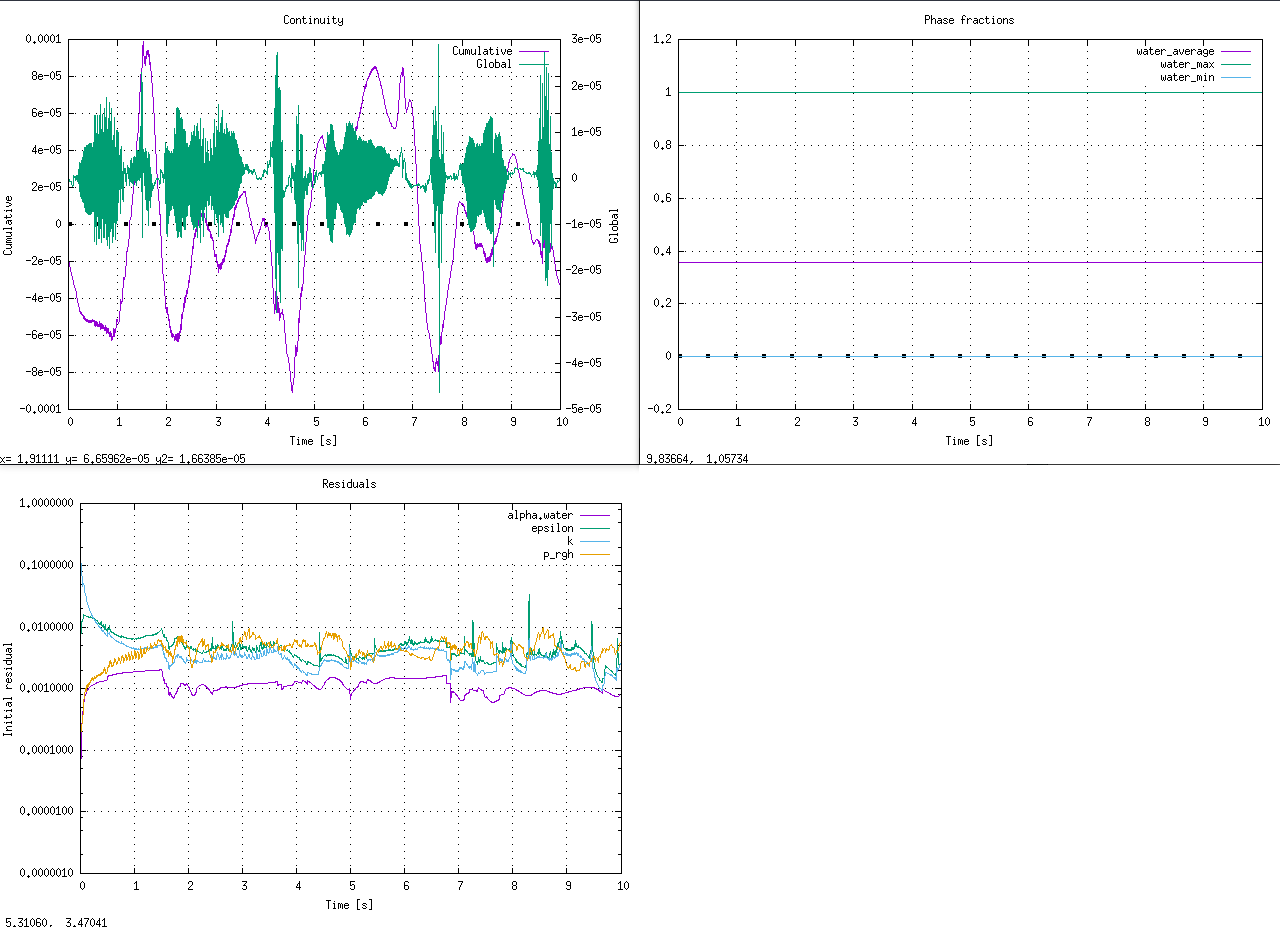 Continuity
Cumulative
Global
0.0001
8e-05
6e-05
4e-05
2e-05
0
-2e-05
-4e-05
-6e-05
-8e-05
-0.0001
3e-05
2e-05
1e-05
0
-1e-05
-2e-05
-3e-05
-4e-05
-5e-05
Cumulative
Global
0 1 2 3 4 5 6 7 8 9 10
Time [s]
x= 1.91111 y= 6.65962e-05 y2= 1.66385e-05
Phase fractions
water_average
water_max
water_min
1.2
1
0.8
0.6
0.4
0.2
0
-0.2
0 1 2 3 4 5 6 7 8 9 10
Time [s]
9.83664, 1.05734
Residuals
alpha.water
epsilon
k
p_rgh
1.0000000
0.1000000
0.0100000
0.0010000
0.0001000
0.0000100
0.0000010
Initial residual
0 1 2 3 4 5 6 7 8 9 10
Time [s]
5.31060, 3.47041